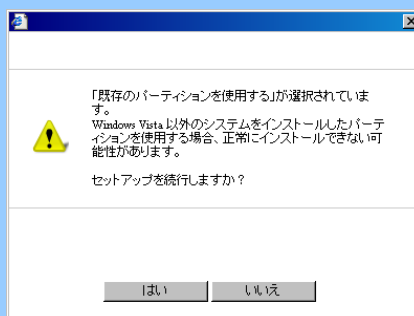 「既存のパーティションを使用する」が選択されていま
す。
Windows Vista 以外のシステムをインストールしたパーテ
ィションを使用する場合、正常にインストールできない可
能性があります。
セットアップを続行しますか？
はい
いいえ